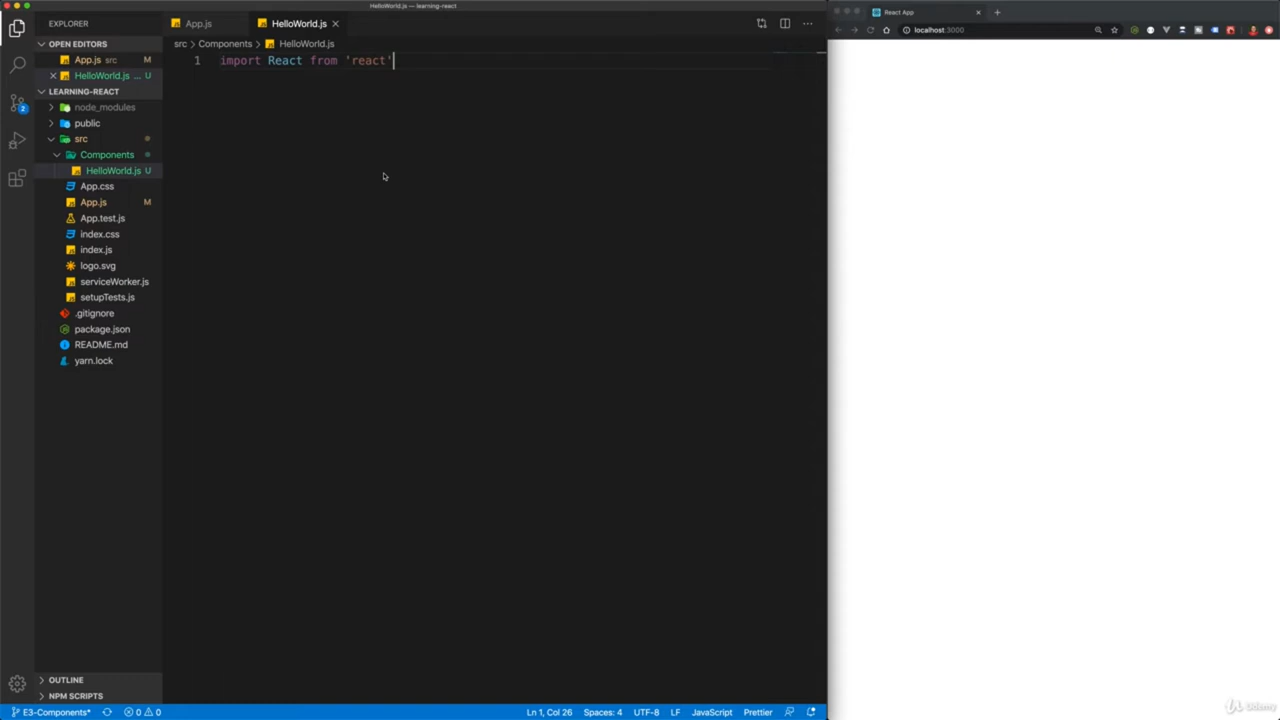 HelloWorld.js — learning-react
EXPLORER
App.js
HelloWorld.js
React App
localhost:3000
OPEN EDITORS
App.js src M
HelloWorld.js ... U
src > Components > HelloWorld.js
1 import React from 'react'
LEARNING-REACT
node_modules
public
src
Components
HelloWorld.js U
App.css
App.js M
App.test.js
index.css
index.js
logo.svg
serviceWorker.js
setupTests.js
.gitignore
package.json
README.md
yarn.lock
OUTLINE
NPM SCRIPTS
2
E3-Components*
0 0
Ln 1, Col 26
Spaces: 4
UTF-8
LF
JavaScript
Prettier
Udemy